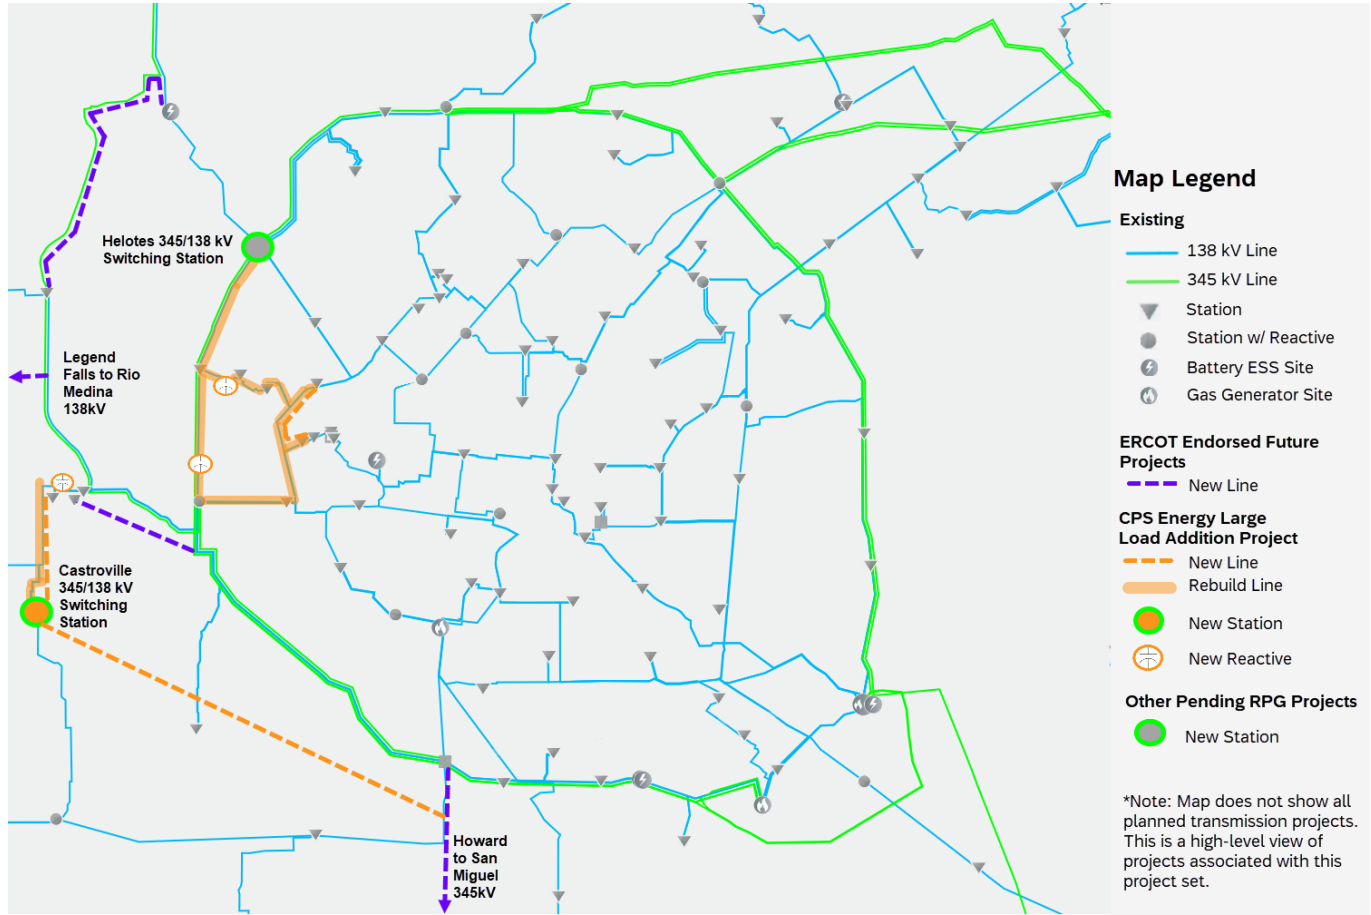 Helotes 345/138 kV
Switching Station
Legend
Falls to Rio
Medina
138kV
Castroville
345/138 kV
Switching
Station
Howard
to San
Miguel
345kV
Map Legend
Existing
138 kV Line
345 kV Line
Station
Station w/ Reactive
Battery ESS Site
Gas Generator Site
ERCOT Endorsed Future
Projects
New Line
CPS Energy Large
Load Addition Project
New Line
Rebuild Line
New Station
New Reactive
Other Pending RPG Projects
New Station
*Note: Map does not show all
planned transmission projects.
This is a high-level view of
projects associated with this
project set.